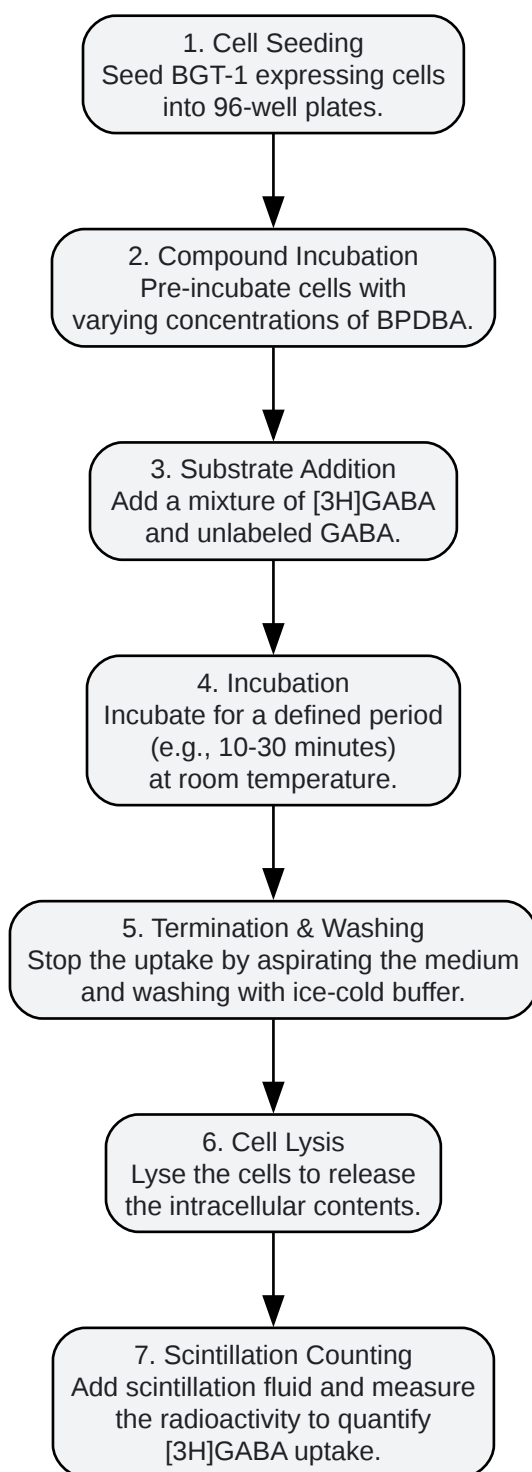 1. Cell Seeding
Seed BGT-1 expressing cells
into 96-well plates.
2. Compound Incubation
Pre-incubate cells with
varying concentrations of BPDBA.
3. Substrate Addition
Add a mixture of [3H]GABA
and unlabeled GABA.
4. Incubation
Incubate for a defined period
(e.g., 10-30 minutes)
at room temperature.
5. Termination & Washing
Stop the uptake by aspirating the medium
and washing with ice-cold buffer.
6. Cell Lysis
Lyse the cells to release
the intracellular contents.
7. Scintillation Counting
Add scintillation fluid and measure
the radioactivity to quantify
[3H]GABA uptake.